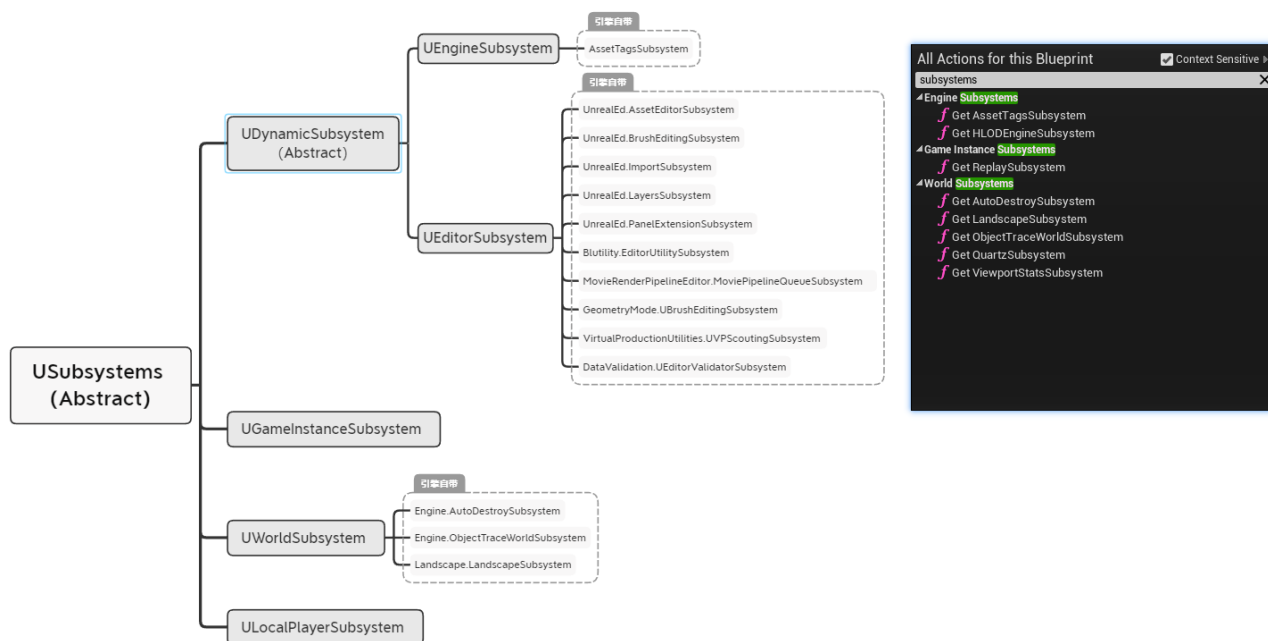 USubsystems
(Abstract)
UDynamicSubsystem
(Abstract)
UEngineSubsystem
引擎自带
AssetTagsSubsystem
UEditorSubsystem
引擎自带
UnrealEd.AssetEditorSubsystem
UnrealEd.BrushEditingSubsystem
UnrealEd.ImportSubsystem
UnrealEd.LayersSubsystem
UnrealEd.PanelExtensionSubsystem
Blutility.EditorUtilitySubsystem
MovieRenderPipelineEditor.MoviePipelineQueueSubsystem
GeometryMode.UBrushEditingSubsystem
VirtualProductionUtilities.UVPScoutingSubsystem
DataValidation.UEditorValidatorSubsystem
UGameInstanceSubsystem
UWorldSubsystem
引擎自带
Engine.AutoDestroySubsystem
Engine.ObjectTraceWorldSubsystem
Landscape.LandscapeSubsystem
ULocalPlayerSubsystem
All Actions for this Blueprint
Context Sensitive
subsystems
Engine Subsystems
Get AssetTagsSubsystem
Get HLODEngineSubsystem
Game Instance Subsystems
Get ReplaySubsystem
World Subsystems
Get AutoDestroySubsystem
Get LandscapeSubsystem
Get ObjectTraceWorldSubsystem
Get QuartzSubsystem
Get ViewportStatsSubsystem